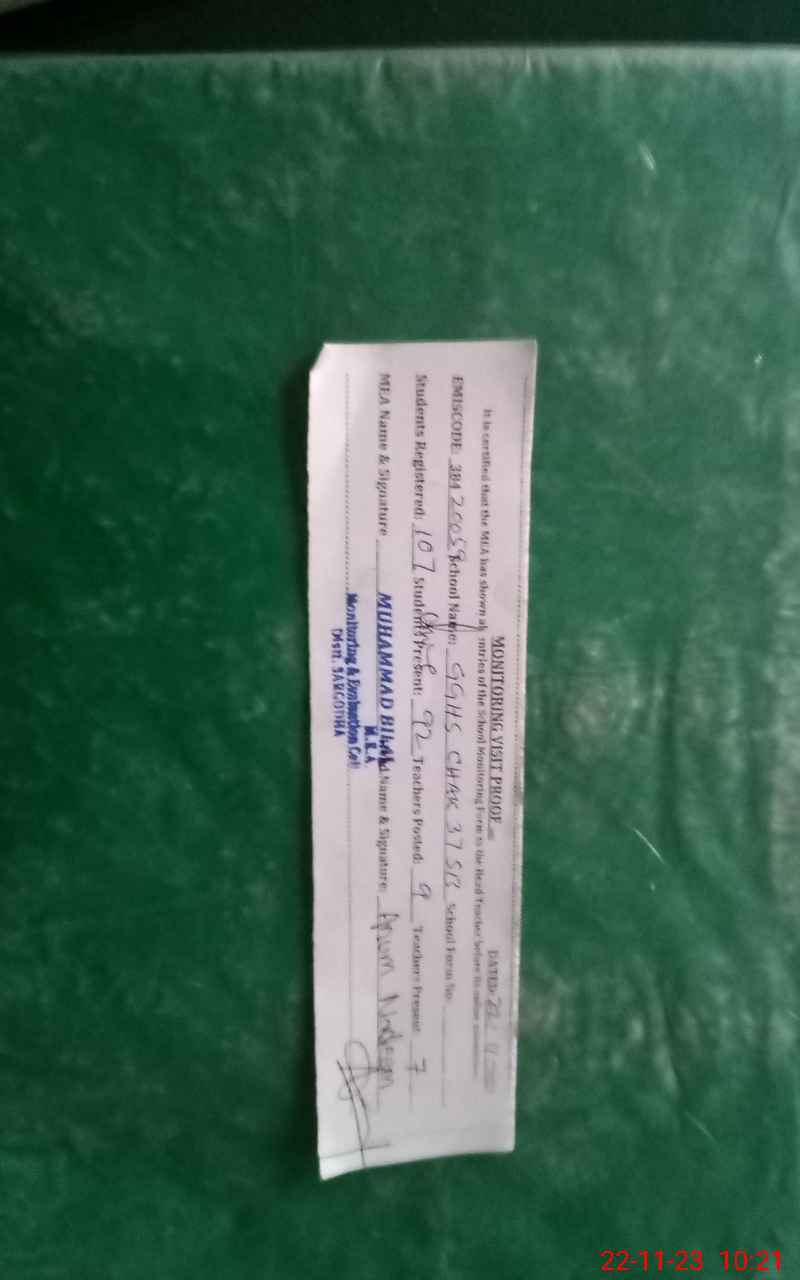 MONITORING VISIT PROOF DATED: 22
It is certified that the MEA has shown all entries of the School Monitoring Form to the Head Teacher before its online
EMISCODE: 38420059 School Name: GGHS CHAK 37 SB School Form No.
Students Registered: 107 Students Present: 92 Teachers Posted: 9 Teachers Present 7
MEA Name & Signature MUHAMMAD BILAL Name & Signature: Anum Nadeem
M.E.A
Monitoring & Evaluation Cell
Distt. SARGODHA
22-11-23 10:21